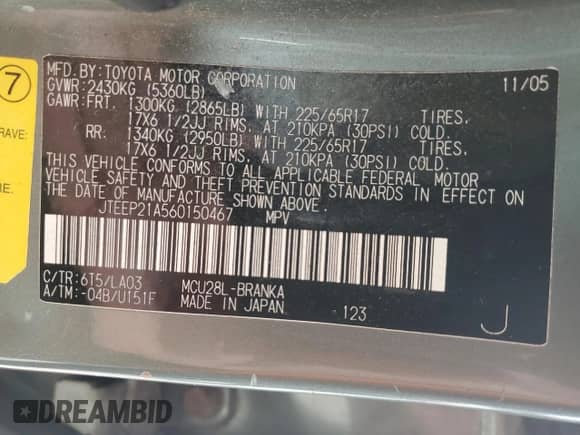 7
RAVE:
MFD.BY:TOYOTA MOTOR CORPORATION 11/05
GVWR:2430KG (5360LB)
GAWR:FRT. 1300KG (2865LB) WITH 225/65R17 TIRES.
17X6 1/2JJ RIMS, AT 210KPA (30PSI) COLD.
RR: 1340KG (2950LB) WITH 225/65R17 TIRES.
17X6 1/2JJ RIMS, AT 210KPA (30PSI) COLD.
THIS VEHICLE CONFORMS TO ALL APPLICABLE FEDERAL MOTOR
VEHICLE SAFETY AND THEFT PREVENTION STANDARDS IN EFFECT ON
THE DATE OF MANUFACTURE SHOWN ABOVE.
JTEEP21A560150467 MPV
C/TR:6T5/LA03 MCU28L-BRANKA
A/TM:-04B/U151F MADE IN JAPAN 123 J
DREAMBID